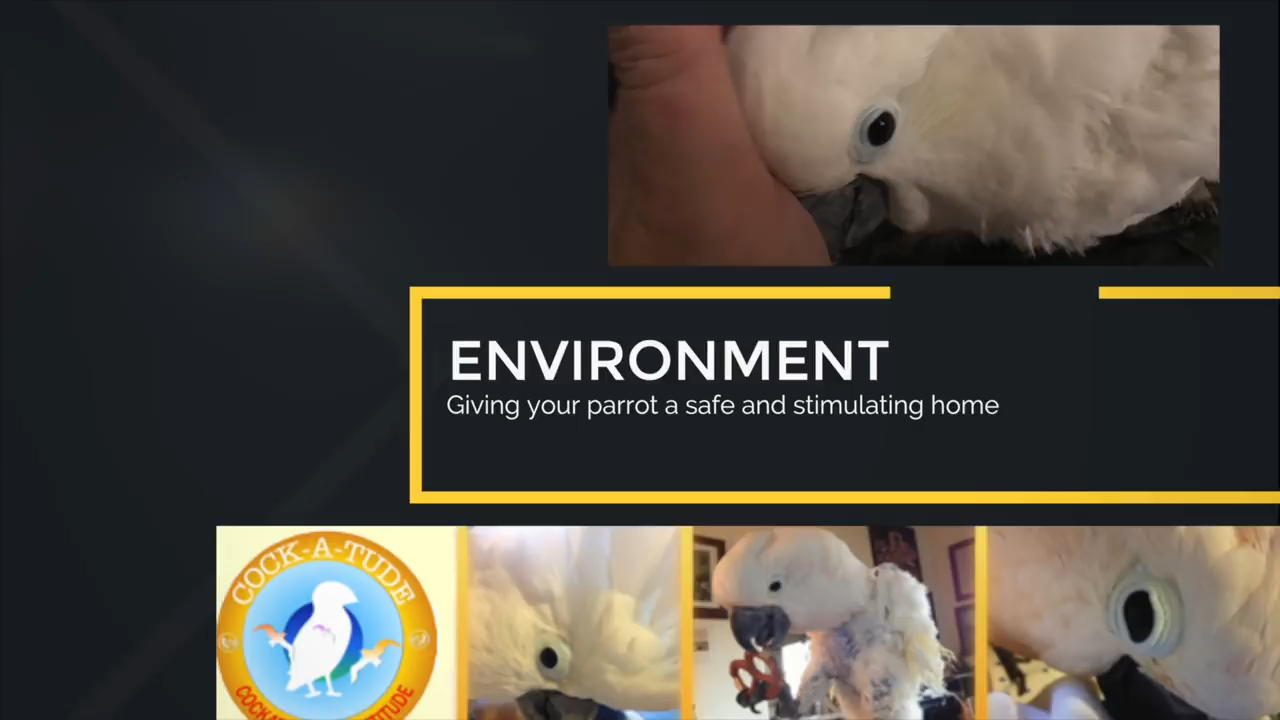 ENVIRONMENT
Giving your parrot a safe and stimulating home
COCK-A-TUDE